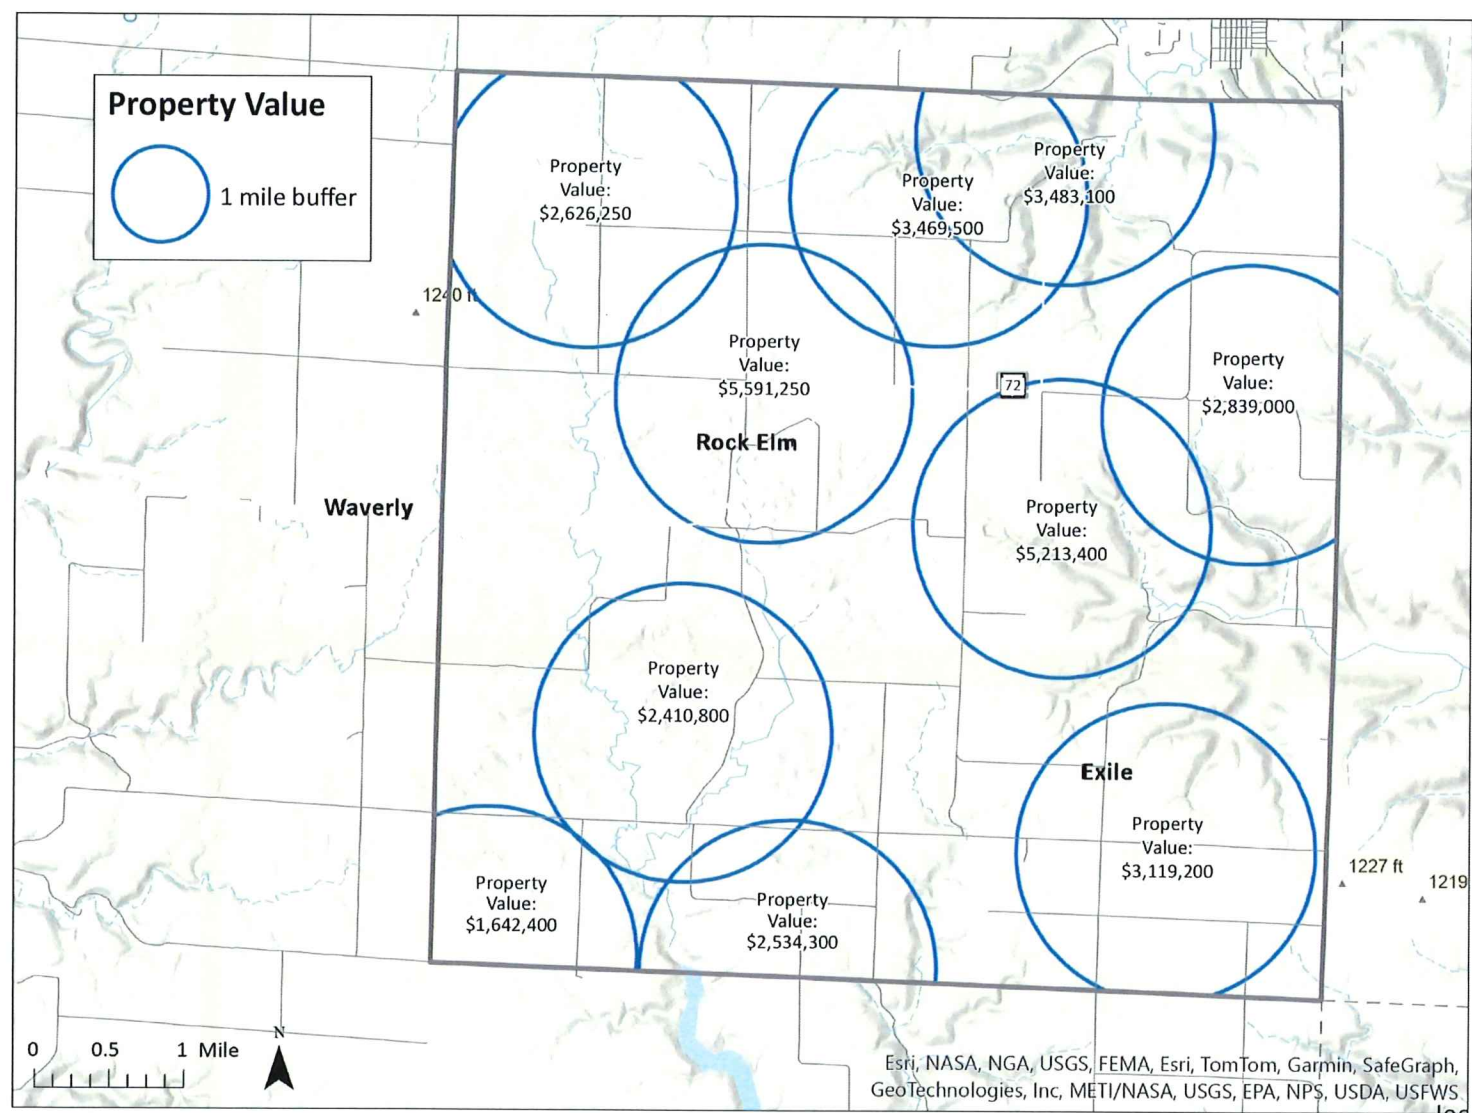 Property Value
1 mile buffer
Property
Value:
$2,626,250
Property
Value:
$3,469,500
Property
Value:
$3,483,100
1240 ft
Property
Value:
$5,591,250
Rock Elm
72
Property
Value:
$2,839,000
Waverly
Property
Value:
$5,213,400
Property
Value:
$2,410,800
Exile
Property
Value:
$3,119,200
1227 ft
1219
Property
Value:
$1,642,400
Property
Value:
$2,534,300
N
0 0.5 1 Mile
Esri, NASA, NGA, USGS, FEMA, Esri, TomTom, Garmin, SafeGraph,
GeoTechnologies, Inc, METI/NASA, USGS, EPA, NPS, USDA, USFWS